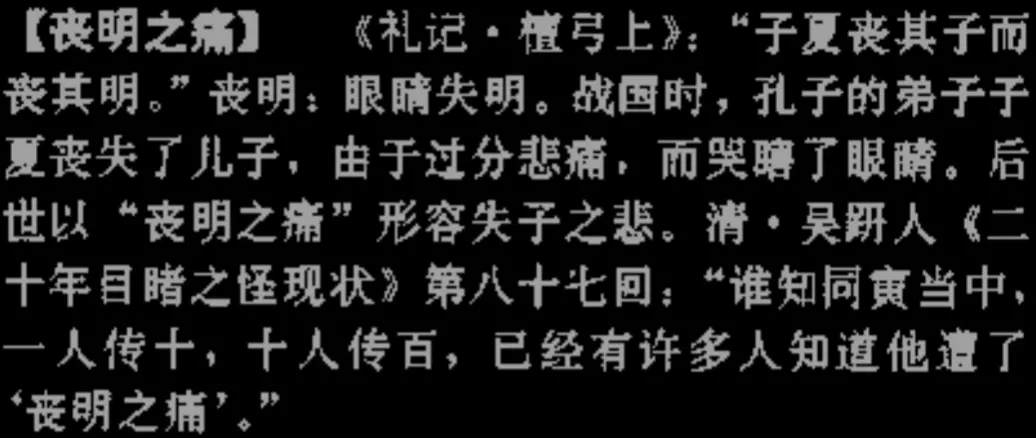 【丧明之痛】 《礼记·檀弓上》：“子夏丧其子而
丧其明。”丧明：眼睛失明。战国时，孔子的弟子子
夏丧失了儿子，由于过分悲痛，而哭瞎了眼睛。后
世以“丧明之痛”形容失子之悲。清·吴趼人《二
十年目睹之怪现状》第八十七回：“谁知同寅当中，
一人传十，十人传百，已经有许多人知道他遭了
‘丧明之痛’。”